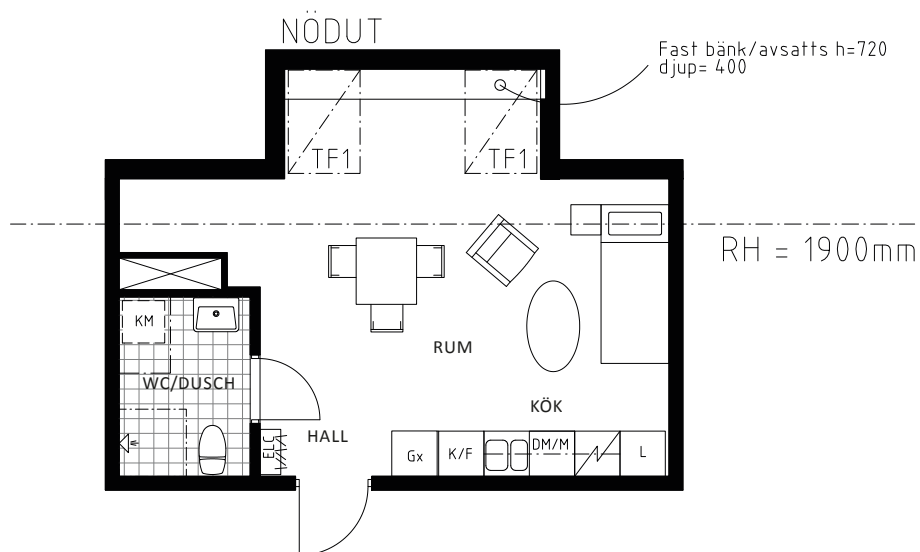 NÖDUT
Fast bänk/avsatts h=720
djup= 400
TF1
TF1
RH = 1900mm
KM
RUM
WC/DUSCH
KÖK
HALL
ELC
Gx
K/F
DM/M
L